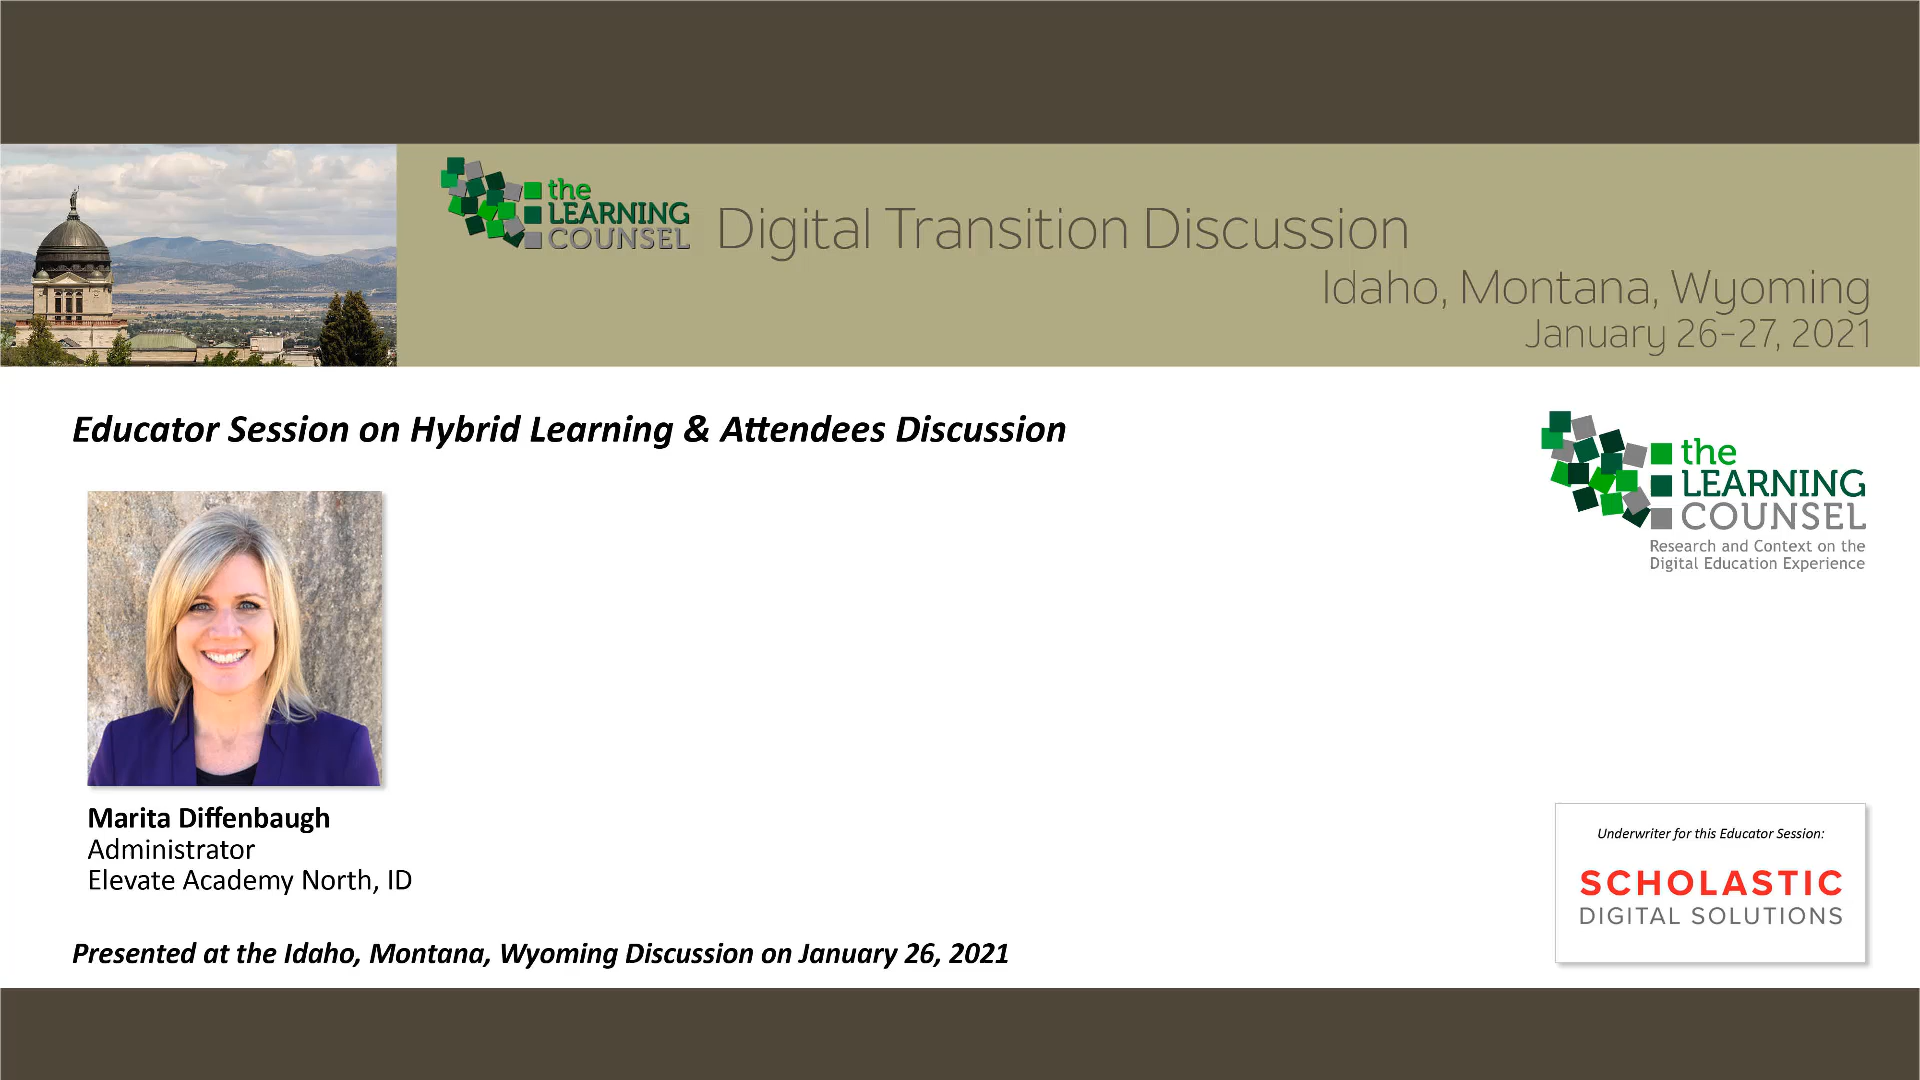 the
LEARNING
COUNSEL
Digital Transition Discussion
Idaho, Montana, Wyoming
January 26-27, 2021
Educator Session on Hybrid Learning & Attendees Discussion
the
LEARNING
COUNSEL
Research and Context on the
Digital Education Experience
Marita Diffenbaugh
Administrator
Elevate Academy North, ID
Underwriter for this Educator Session:
SCHOLASTIC
DIGITAL SOLUTIONS
Presented at the Idaho, Montana, Wyoming Discussion on January 26, 2021